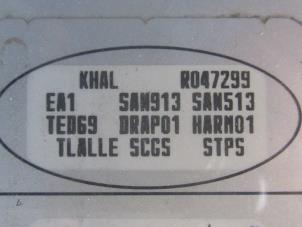 KHAL R047299
EA1 SAN913 SAN513
TED69 DRAP01 HARM01
TLALLE SCGS STPS